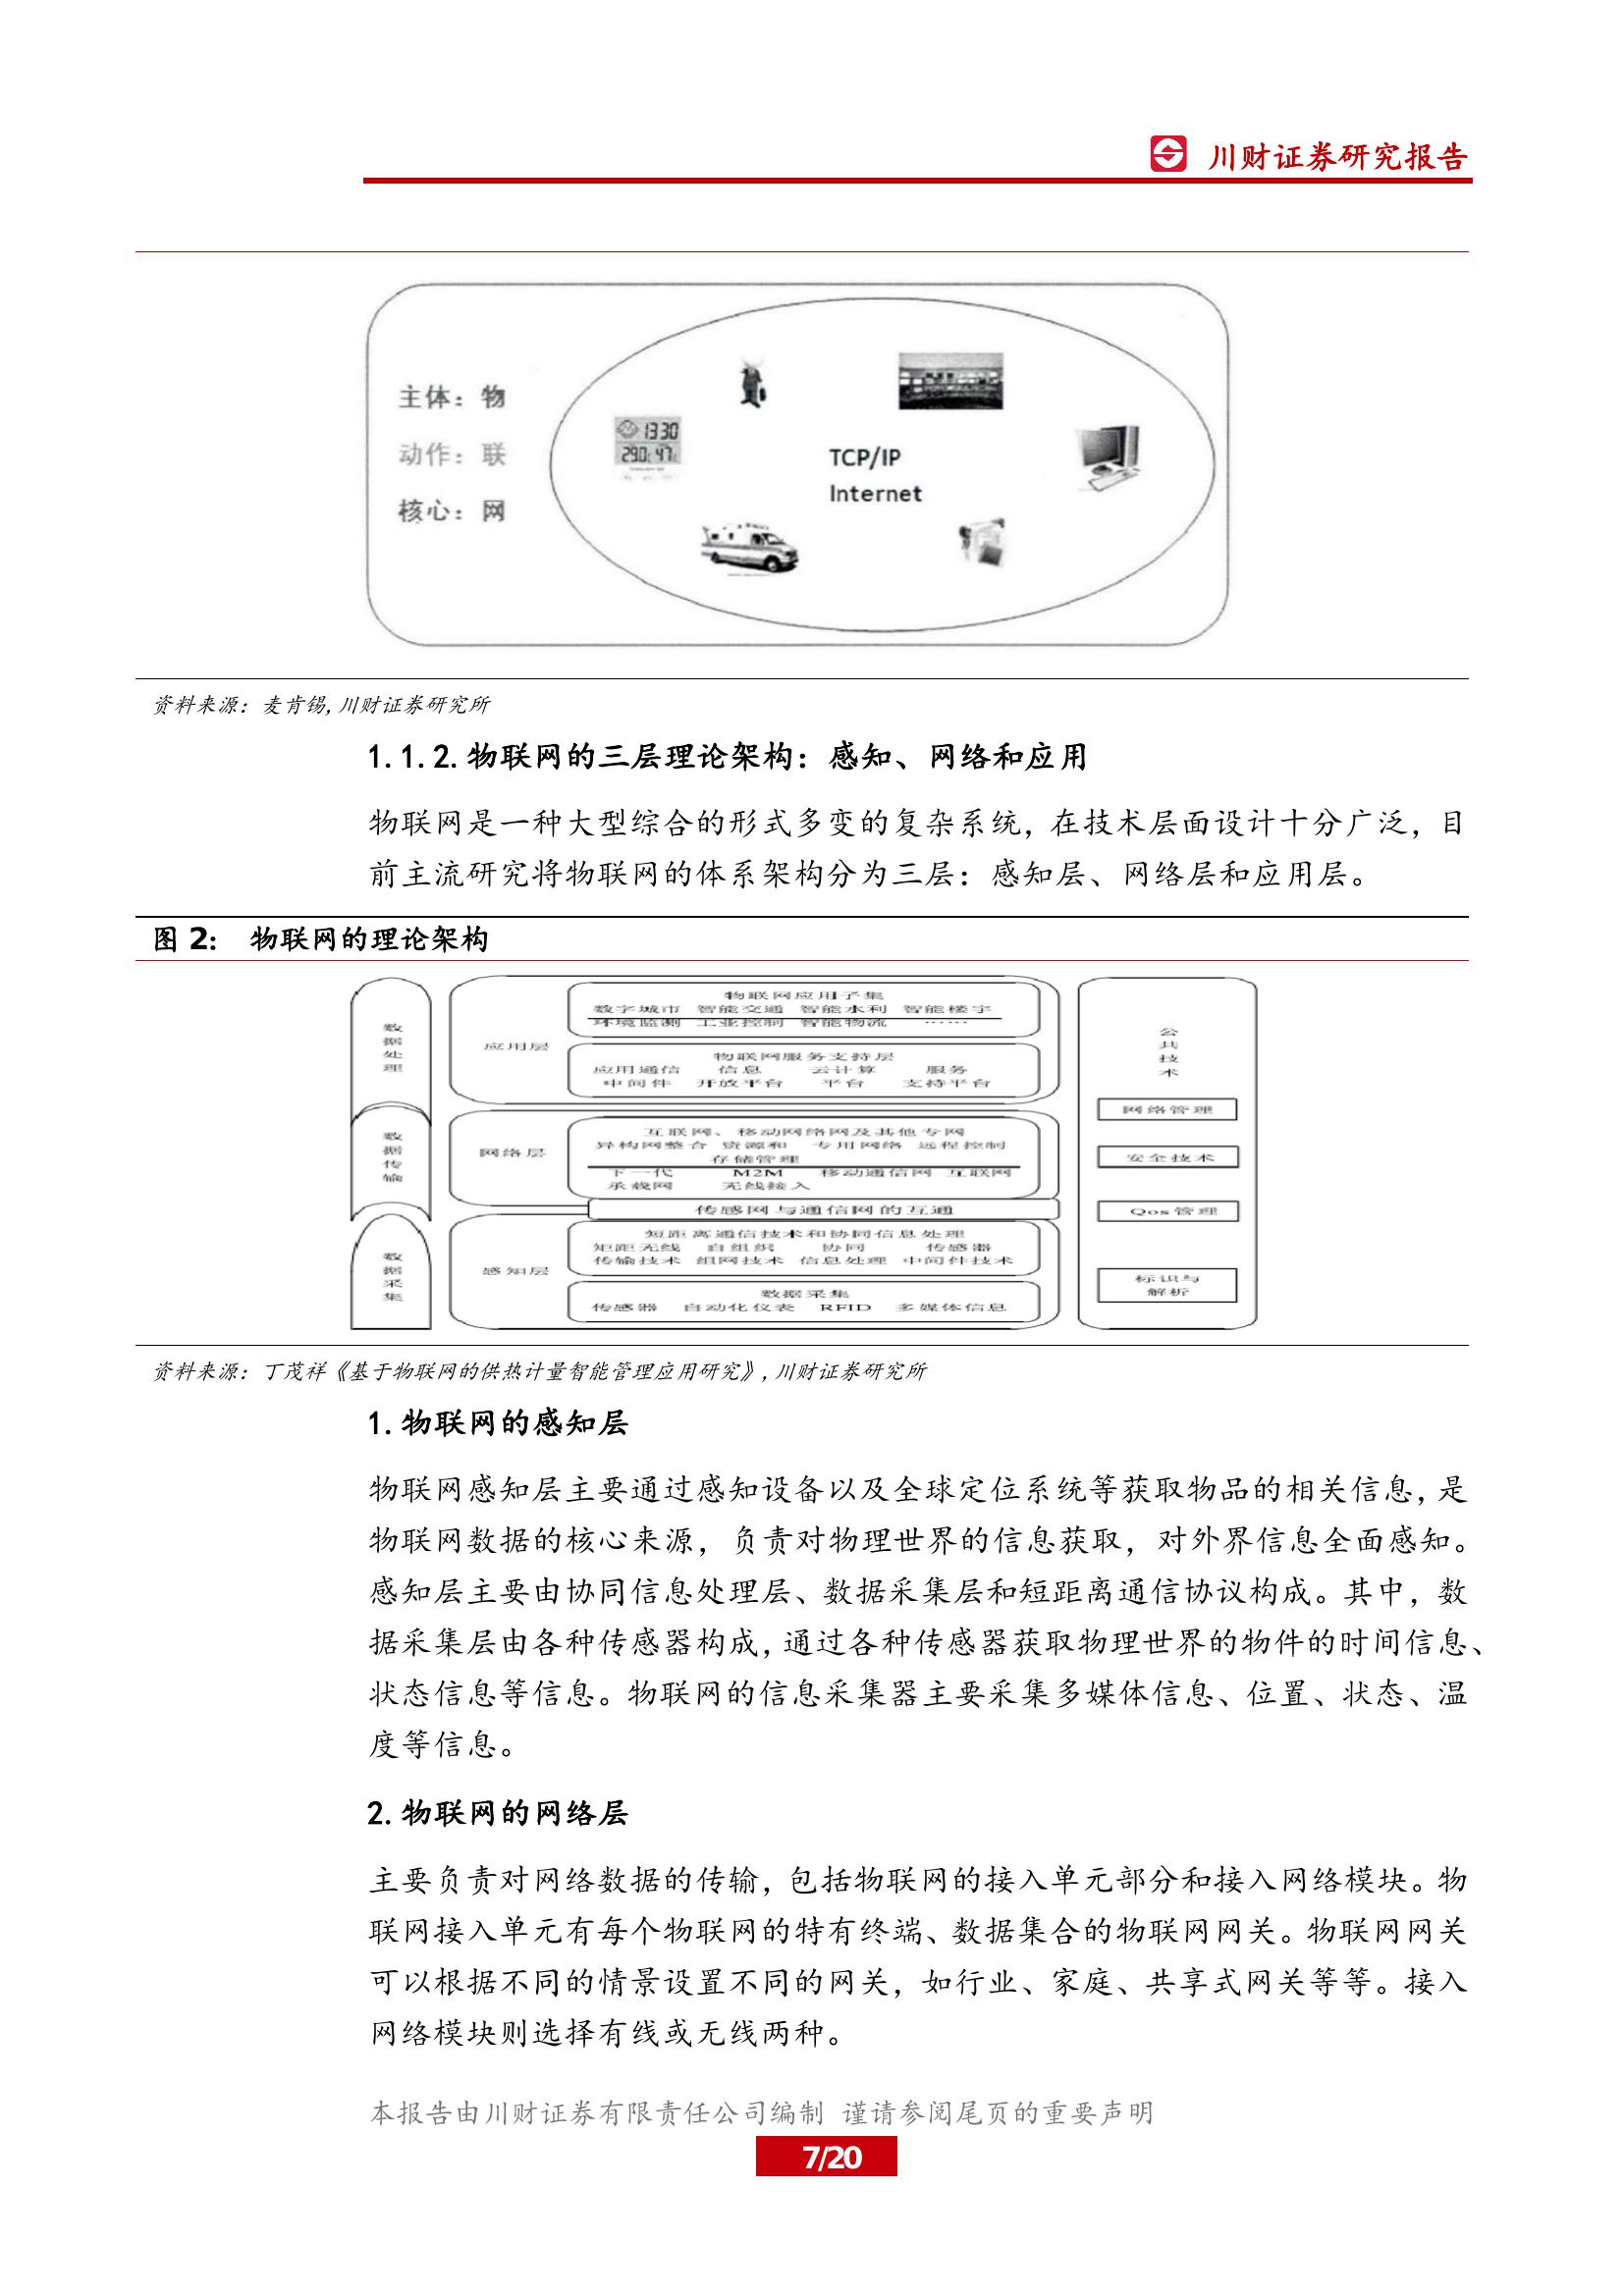 川财证券研究报告
主体：物
动作：联
核心：网
1330
29.0 47
TCP/IP
Internet
资料来源：麦肯锡,川财证券研究所
1.1.2.物联网的三层理论架构：感知、网络和应用
物联网是一种大型综合的形式多变的复杂系统，在技术层面设计十分广泛，目
前主流研究将物联网的体系架构分为三层：感知层、网络层和应用层。
图 2： 物联网的理论架构
数据处理
数据传输
数据采集
应用层
物联网应用子集
数字城市 智能交通 智能水利 智能楼宇
环境监测 工业控制 智能物流 ……
物联网服务支持层
应用通信 信息 云计算 服务
中间件 开放平台 平台 支持平台
网络层
互联网、移动网络网及其他专网
异构网整合 资源和 专用网络 远程控制
存储管理
下一代 M2M 移动通信网 互联网
承载网 无线接入
传感网与通信网的互通
感知层
短距离通信技术和协同信息处理
矩距无线 自组织 协同 传感器
传输技术 组网技术 信息处理 中间件技术
数据采集
传感器 自动化仪表 RFID 多媒体信息
公共技术
网络管理
安全技术
Qos管理
标识与
解析
资料来源：丁茂祥《基于物联网的供热计量智能管理应用研究》,川财证券研究所
1.物联网的感知层
物联网感知层主要通过感知设备以及全球定位系统等获取物品的相关信息，是
物联网数据的核心来源，负责对物理世界的信息获取，对外界信息全面感知。
感知层主要由协同信息处理层、数据采集层和短距离通信协议构成。其中，数
据采集层由各种传感器构成，通过各种传感器获取物理世界的物件的时间信息、
状态信息等信息。物联网的信息采集器主要采集多媒体信息、位置、状态、温
度等信息。
2.物联网的网络层
主要负责对网络数据的传输，包括物联网的接入单元部分和接入网络模块。物
联网接入单元有每个物联网的特有终端、数据集合的物联网网关。物联网网关
可以根据不同的情景设置不同的网关，如行业、家庭、共享式网关等等。接入
网络模块则选择有线或无线两种。
本报告由川财证券有限责任公司编制 谨请参阅尾页的重要声明
7/20